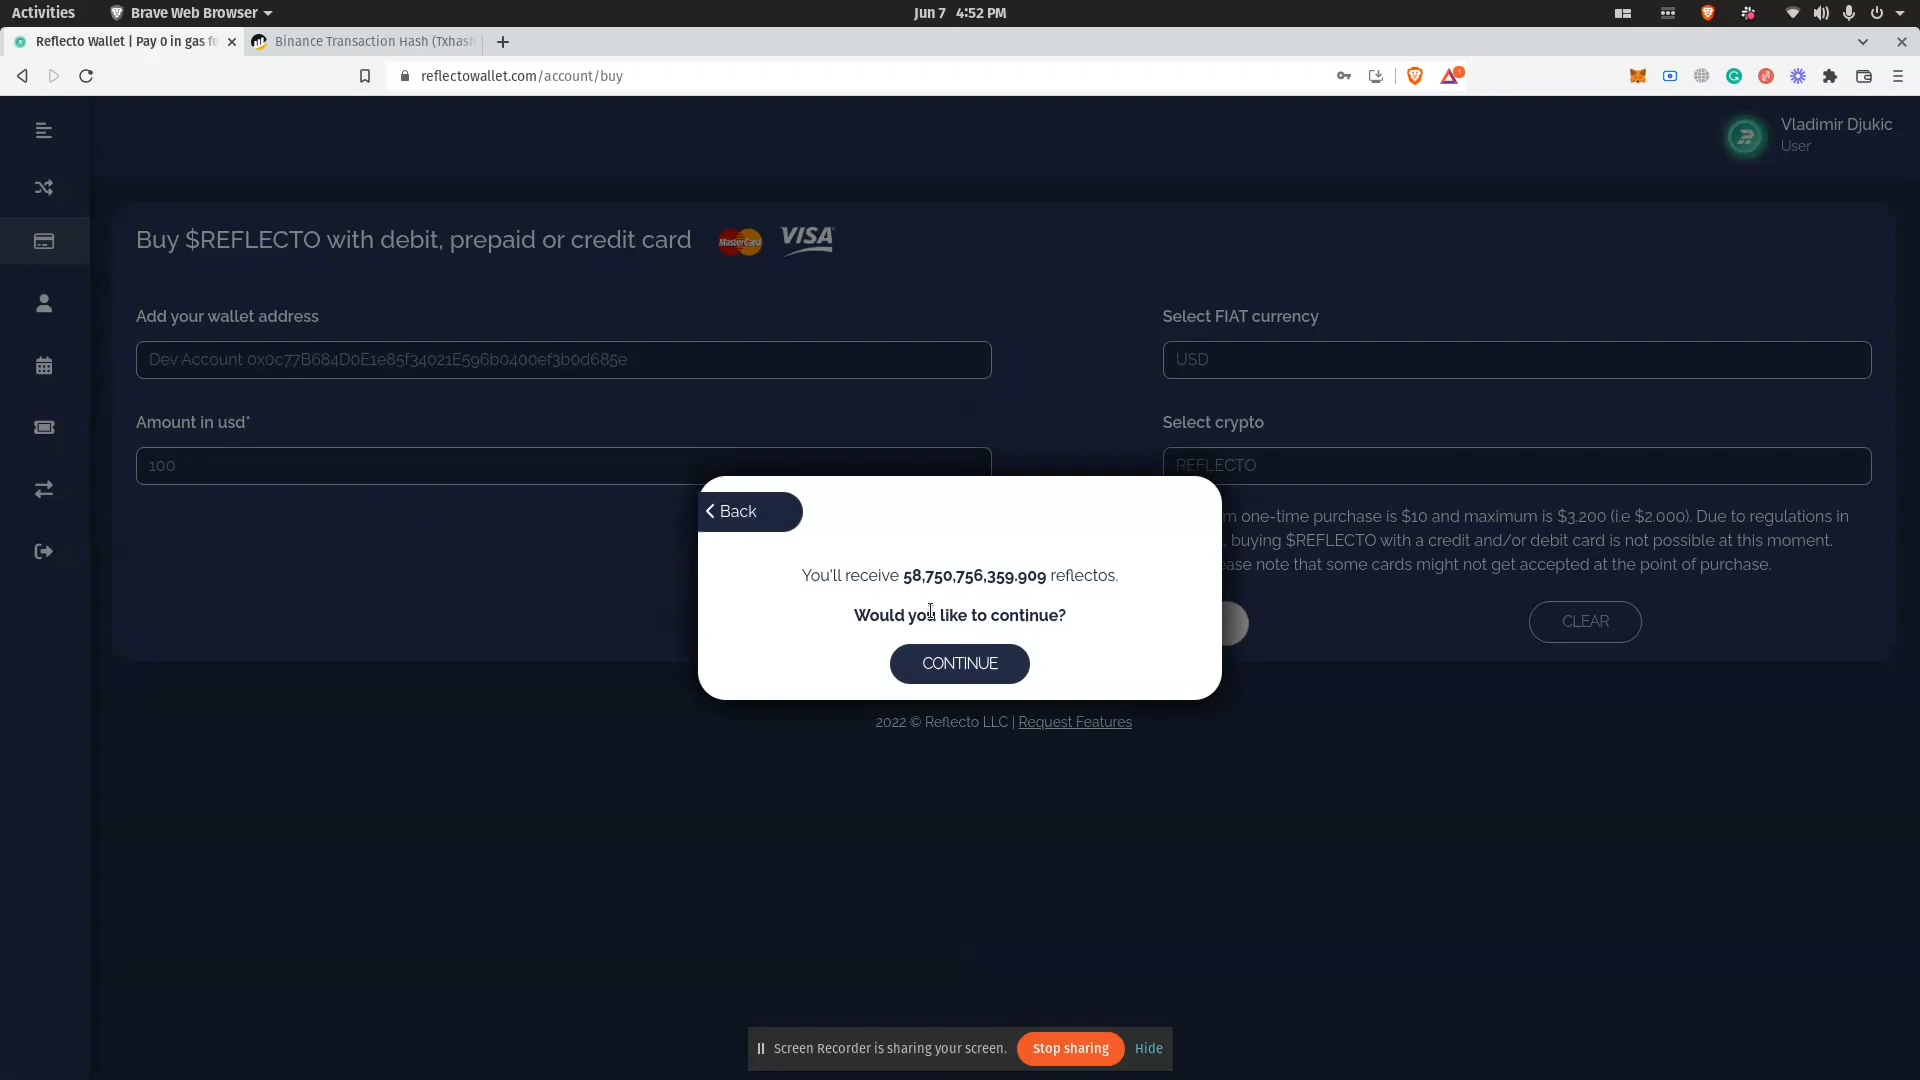 Activities
Brave Web Browser
Jun 7 4:52 PM
Reflecto Wallet | Pay 0 in gas fe
Binance Transaction Hash (Txhash
reflectowallet.com/account/buy
Vladimir Djukic
User
Buy $REFLECTO with debit, prepaid or credit card
MasterCard
VISA
Add your wallet address
Select FIAT currency
Dev Account 0x0c77B684D0E1e85f34021E596b0400ef3b0d685e
USD
Amount in usd*
Select crypto
100
REFLECTO
Back
m one-time purchase is $10 and maximum is $3.200 (i.e $2.000). Due to regulations in
, buying $REFLECTO with a credit and/or debit card is not possible at this moment.
ease note that some cards might not get accepted at the point of purchase.
You'll receive 58,750,756,359.909 reflectos.
Would you like to continue?
CLEAR
CONTINUE
2022 © Reflecto LLC | Request Features
Screen Recorder is sharing your screen.
Stop sharing
Hide